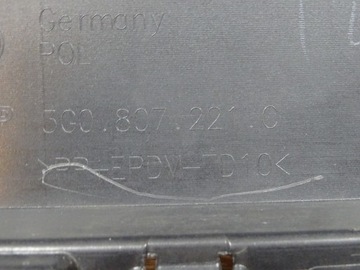 Germany
POL
5G0.807.221.C
>PP-EPDM-TD10<